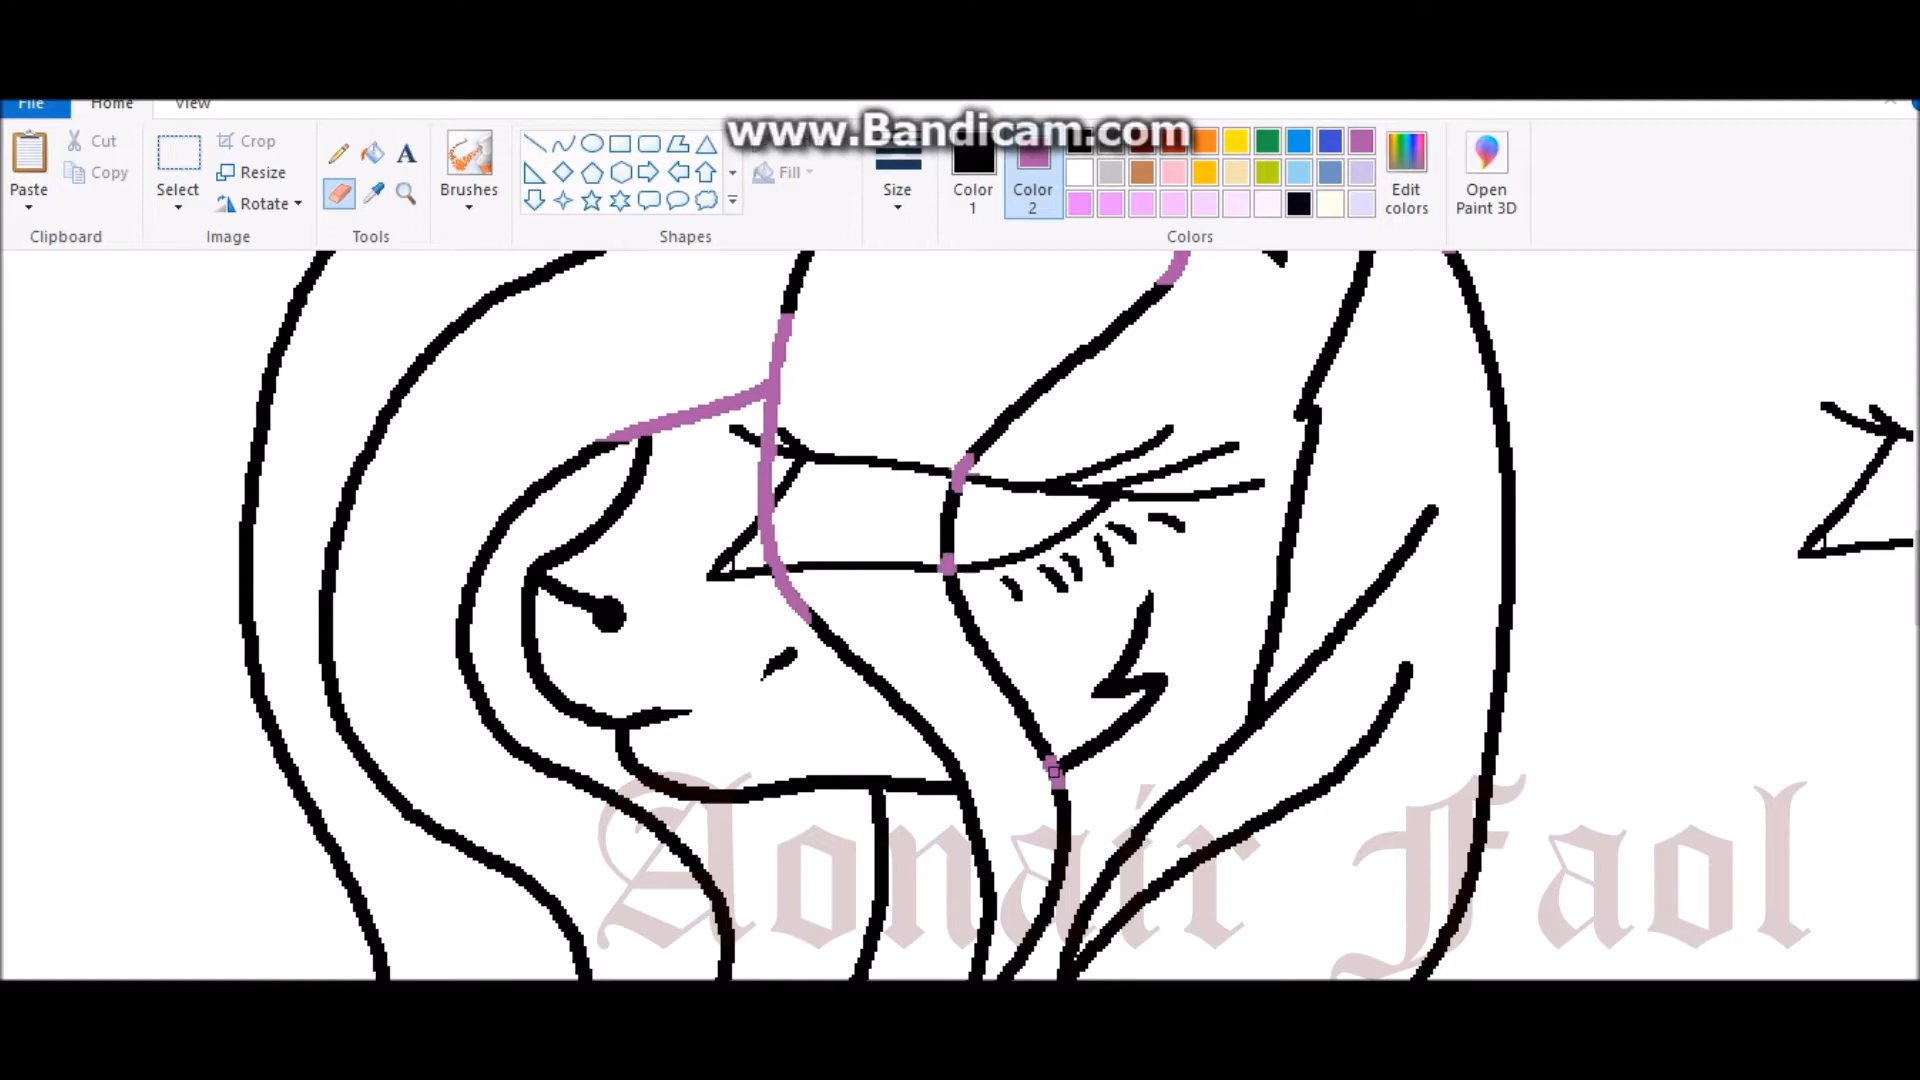 www.Bandicam.com
File Home View
Paste
Cut
Copy
Clipboard
Select
Crop
Resize
Rotate
Image
A
Tools
Brushes
Shapes
Fill
Size
Color 1
Color 2
Edit colors
Open Paint 3D
Colors
Aonair Faol